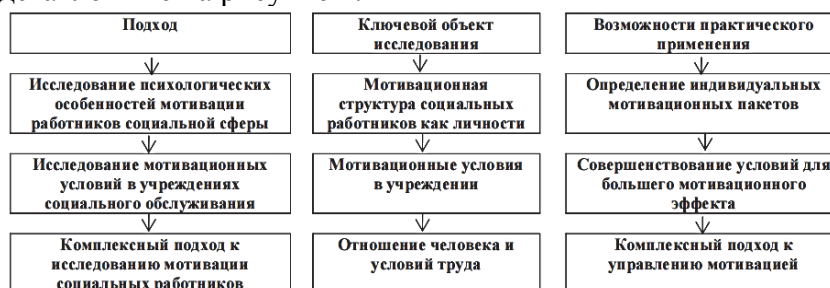 Подход
Ключевой объект
исследования
Возможности практического
применения
Исследование психологических
особенностей мотивации
работников социальной сферы
Мотивационная
структура социальных
работников как личности
Определение индивидуальных
мотивационных пакетов
Исследование мотивационных
условий в учреждениях
социального обслуживания
Мотивационные условия
в учреждении
Совершенствование условий для
большего мотивационного
эффекта
Комплексный подход к
исследованию мотивации
социальных работников
Отношение человека и
условий труда
Комплексный подход к
управлению мотивацией